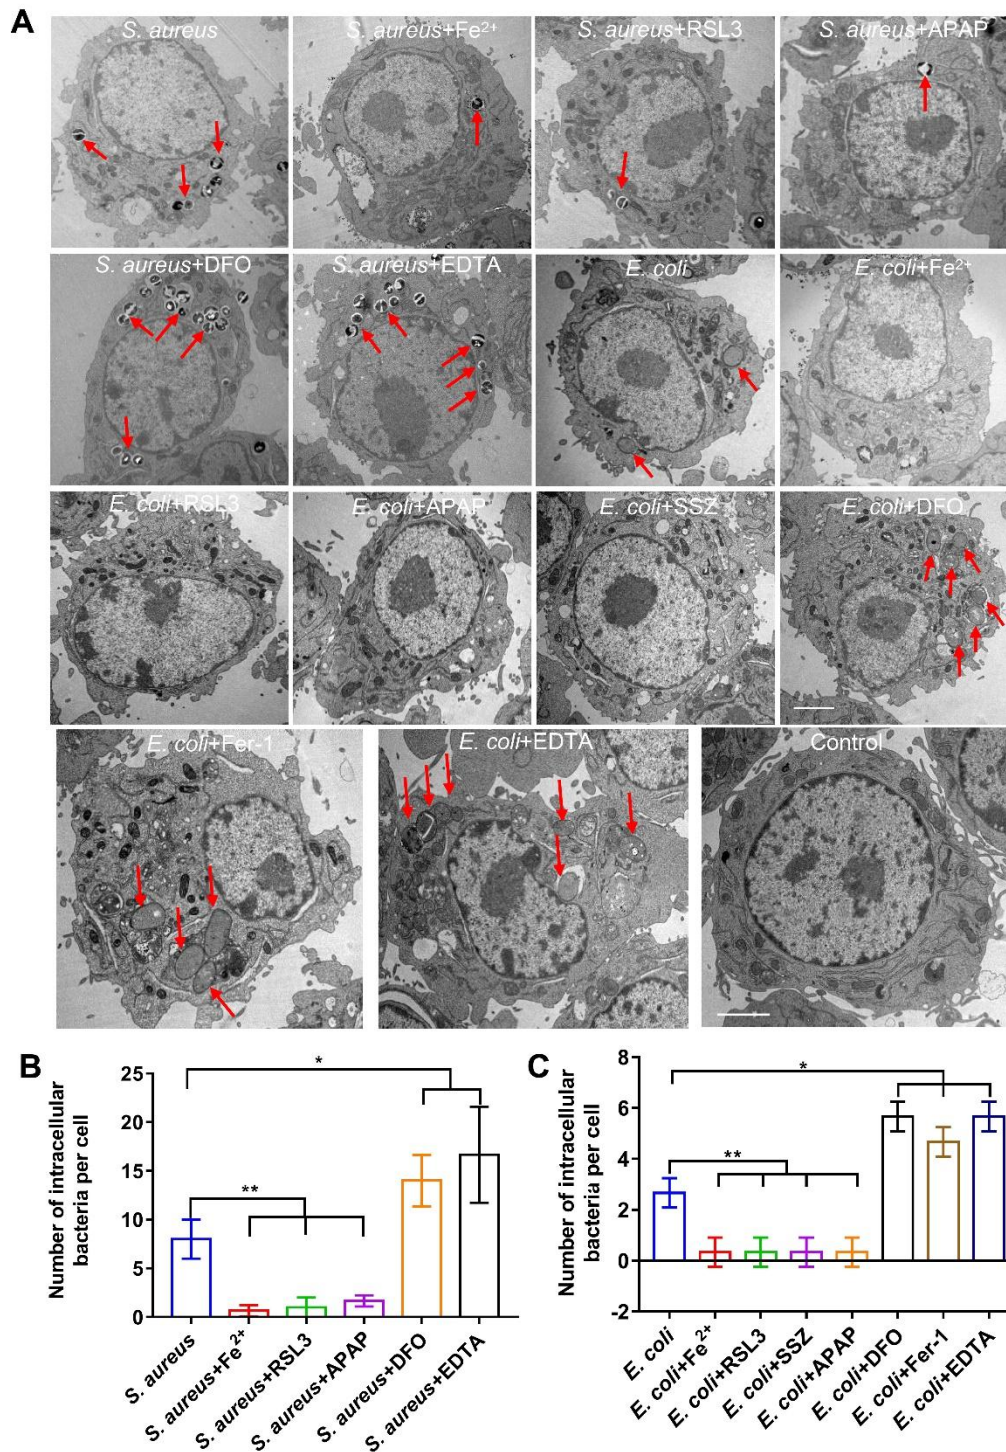 A
S. aureus
S. aureus+Fe²⁺
S. aureus+RSL3
S. aureus+APAP
S. aureus+DFO
S. aureus+EDTA
E. coli
E. coli+Fe²⁺
E. coli+RSL3
E. coli+APAP
E. coli+SSZ
E. coli+DFO
E. coli+Fer-1
E. coli+EDTA
Control
B
Number of intracellular
bacteria per cell
25
20
15
10
5
0
*
**
S. aureus
S. aureus+Fe²⁺
S. aureus+RSL3
S. aureus+APAP
S. aureus+DFO
S. aureus+EDTA
C
Number of intracellular
bacteria per cell
8
6
4
2
0
-2
*
**
E. coli
E. coli+Fe²⁺
E. coli+RSL3
E. coli+SSZ
E. coli+APAP
E. coli+DFO
E. coli+Fer-1
E. coli+EDTA